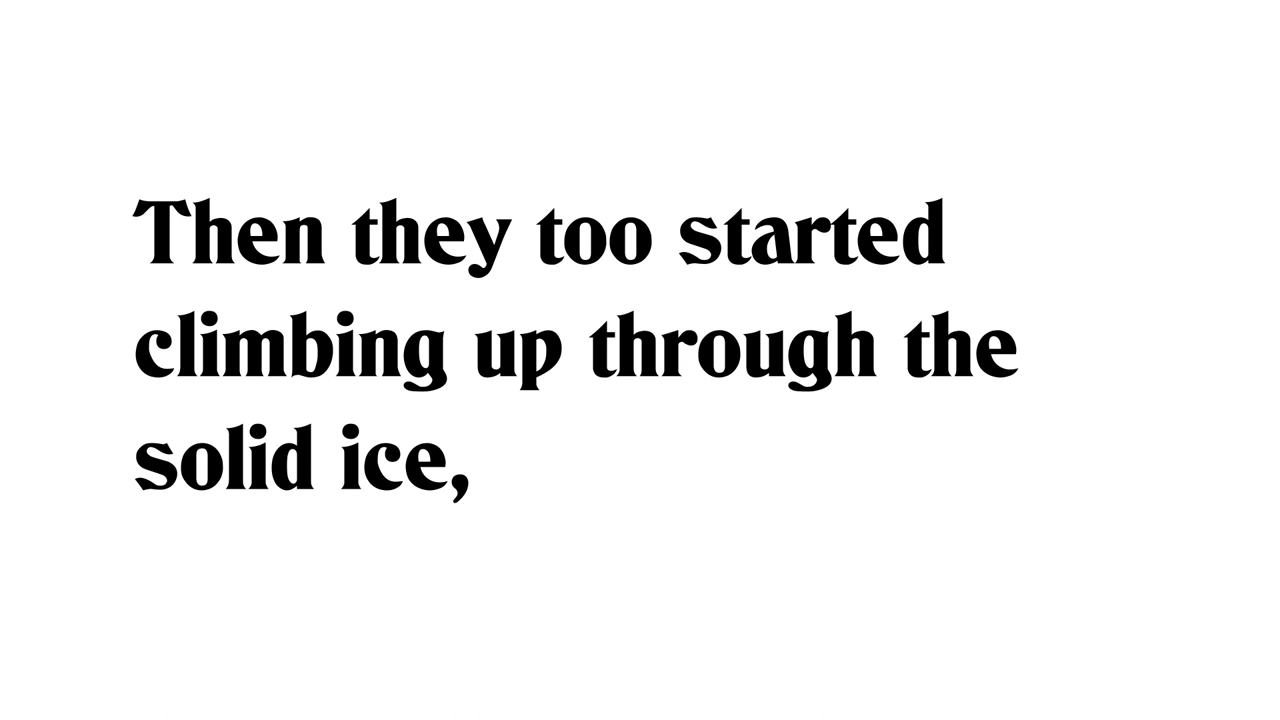 Then they too started
climbing up through the
solid ice,